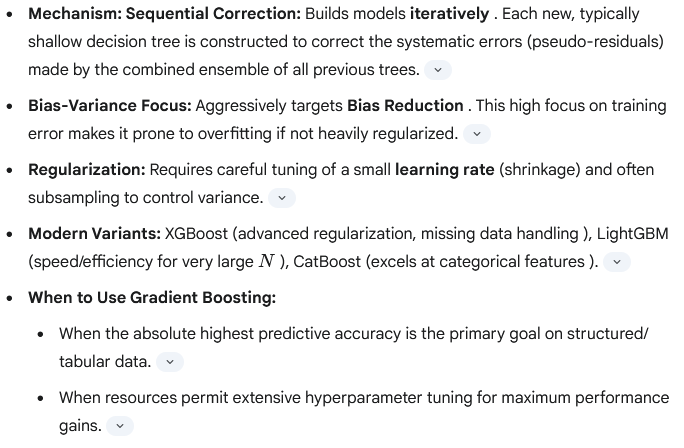 • Mechanism: Sequential Correction: Builds models iteratively . Each new, typically
shallow decision tree is constructed to correct the systematic errors (pseudo-residuals)
made by the combined ensemble of all previous trees.
• Bias-Variance Focus: Aggressively targets Bias Reduction . This high focus on training
error makes it prone to overfitting if not heavily regularized.
• Regularization: Requires careful tuning of a small learning rate (shrinkage) and often
subsampling to control variance.
• Modern Variants: XGBoost (advanced regularization, missing data handling ), LightGBM
(speed/efficiency for very large N ), CatBoost (excels at categorical features ).
• When to Use Gradient Boosting:
• When the absolute highest predictive accuracy is the primary goal on structured/
tabular data.
• When resources permit extensive hyperparameter tuning for maximum performance
gains.